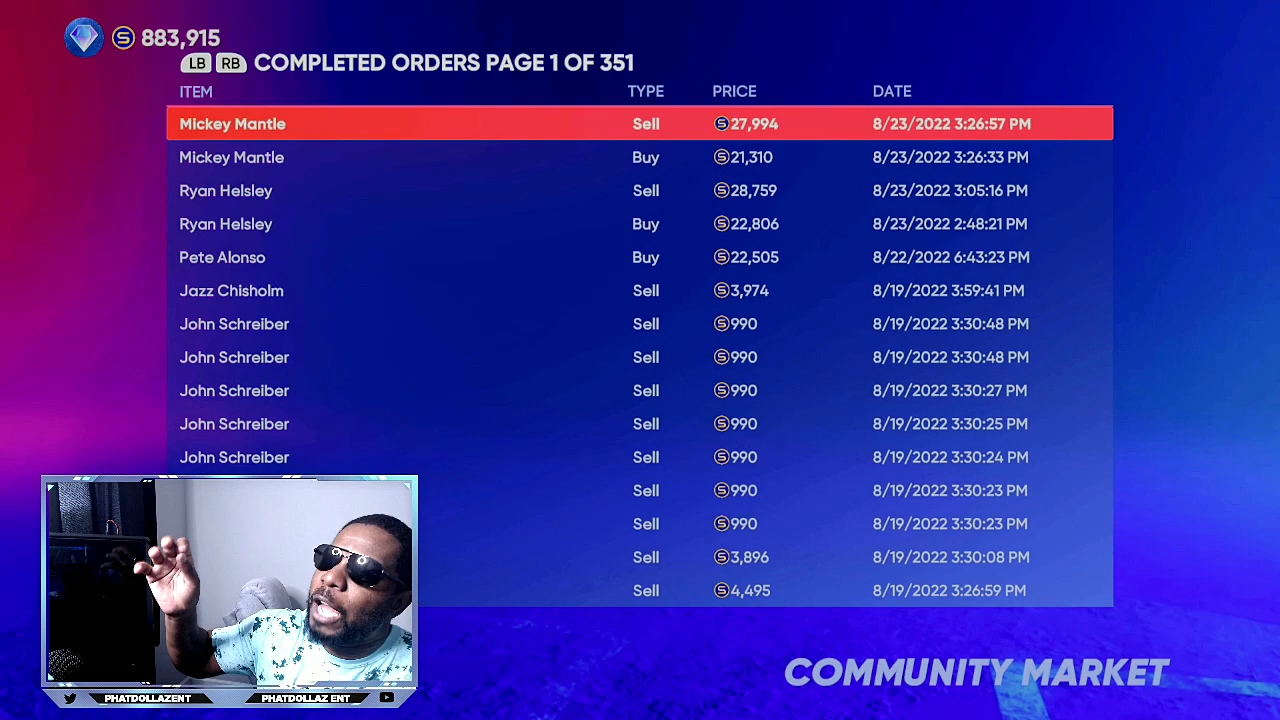 883,915
LB RB COMPLETED ORDERS PAGE 1 OF 351
ITEM TYPE PRICE DATE
Mickey Mantle Sell 27,994 8/23/2022 3:26:57 PM
Mickey Mantle Buy 21,310 8/23/2022 3:26:33 PM
Ryan Helsley Sell 28,759 8/23/2022 3:05:16 PM
Ryan Helsley Buy 22,806 8/23/2022 2:48:21 PM
Pete Alonso Buy 22,505 8/22/2022 6:43:23 PM
Jazz Chisholm Sell 3,974 8/19/2022 3:59:41 PM
John Schreiber Sell 990 8/19/2022 3:30:48 PM
John Schreiber Sell 990 8/19/2022 3:30:48 PM
John Schreiber Sell 990 8/19/2022 3:30:27 PM
John Schreiber Sell 990 8/19/2022 3:30:25 PM
John Schreiber Sell 990 8/19/2022 3:30:24 PM
Sell 990 8/19/2022 3:30:23 PM
Sell 990 8/19/2022 3:30:23 PM
Sell 3,896 8/19/2022 3:30:08 PM
Sell 4,495 8/19/2022 3:26:59 PM
COMMUNITY MARKET
PHATDOLLAZENT PHATDOLLAZ ENT